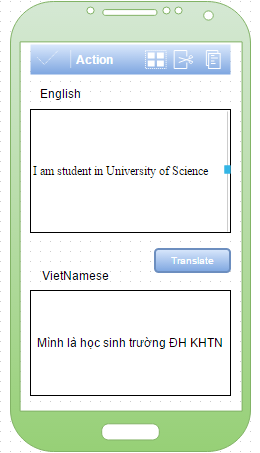 Action
English
I am student in University of Science
Translate
VietNamese
Mình là học sinh trường ĐH KHTN